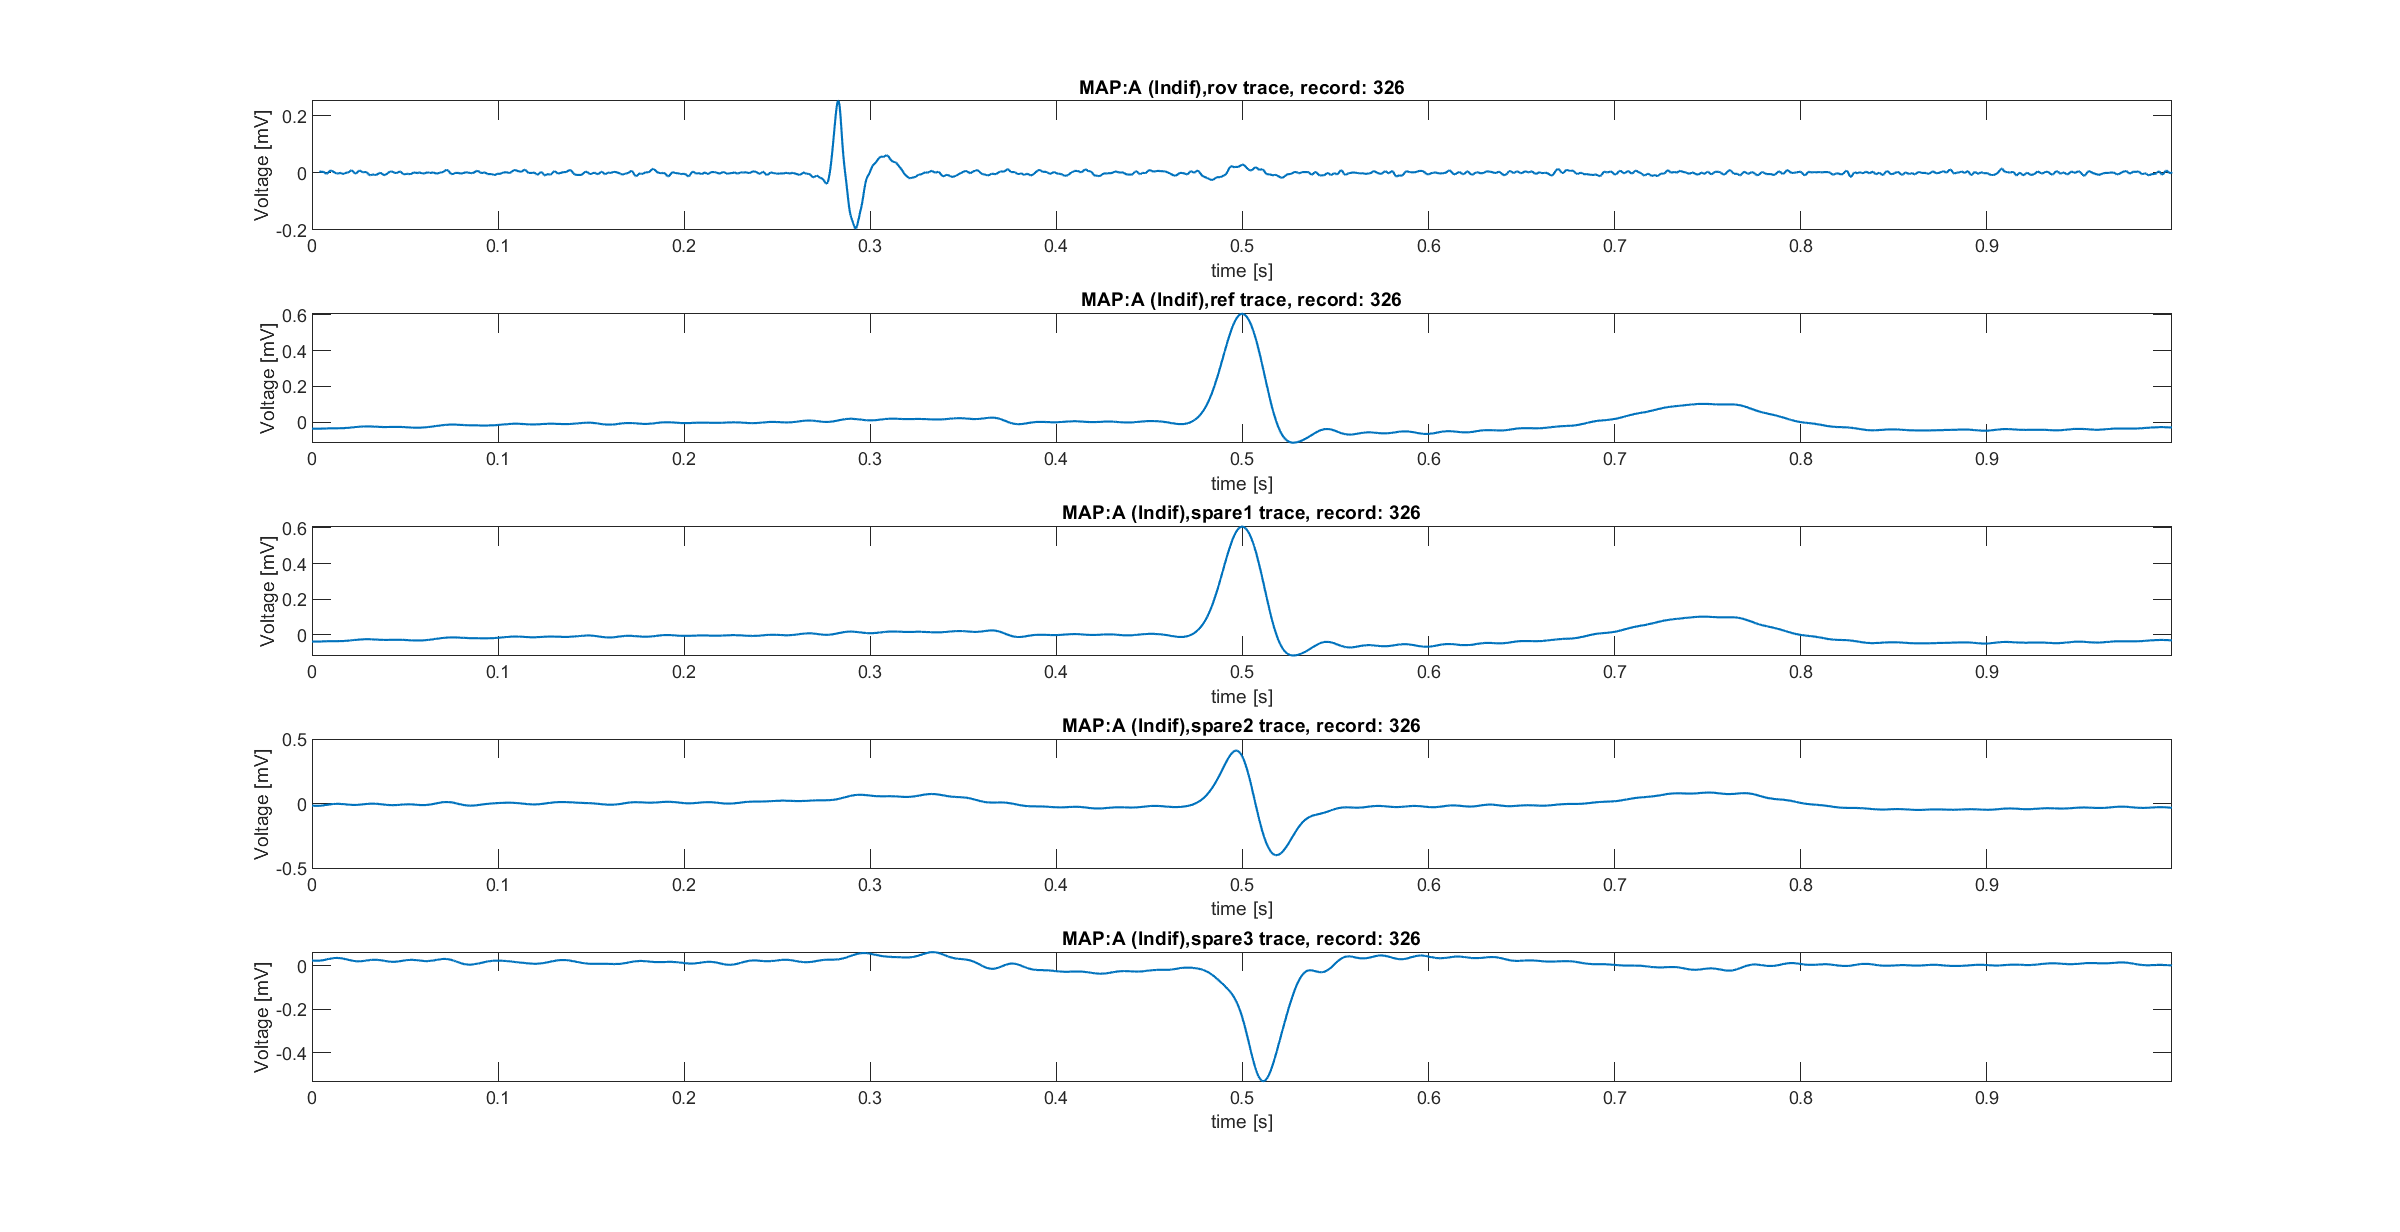 MAP:A (Indif),rov trace, record: 326
Voltage [mV]
0.2
0
-0.2
0 0.1 0.2 0.3 0.4 0.5 0.6 0.7 0.8 0.9
time [s]
MAP:A (Indif),ref trace, record: 326
Voltage [mV]
0.6
0.4
0.2
0
0 0.1 0.2 0.3 0.4 0.5 0.6 0.7 0.8 0.9
time [s]
MAP:A (Indif),spare1 trace, record: 326
Voltage [mV]
0.6
0.4
0.2
0
0 0.1 0.2 0.3 0.4 0.5 0.6 0.7 0.8 0.9
time [s]
MAP:A (Indif),spare2 trace, record: 326
Voltage [mV]
0.5
0
-0.5
0 0.1 0.2 0.3 0.4 0.5 0.6 0.7 0.8 0.9
time [s]
MAP:A (Indif),spare3 trace, record: 326
Voltage [mV]
0
-0.2
-0.4
0 0.1 0.2 0.3 0.4 0.5 0.6 0.7 0.8 0.9
time [s]